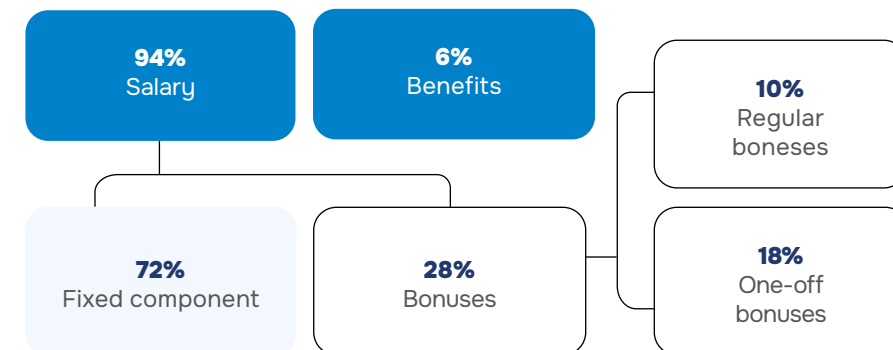 94%
Salary
6%
Benefits
10%
Regular
boneses
72%
Fixed component
28%
Bonuses
18%
One-off
bonuses